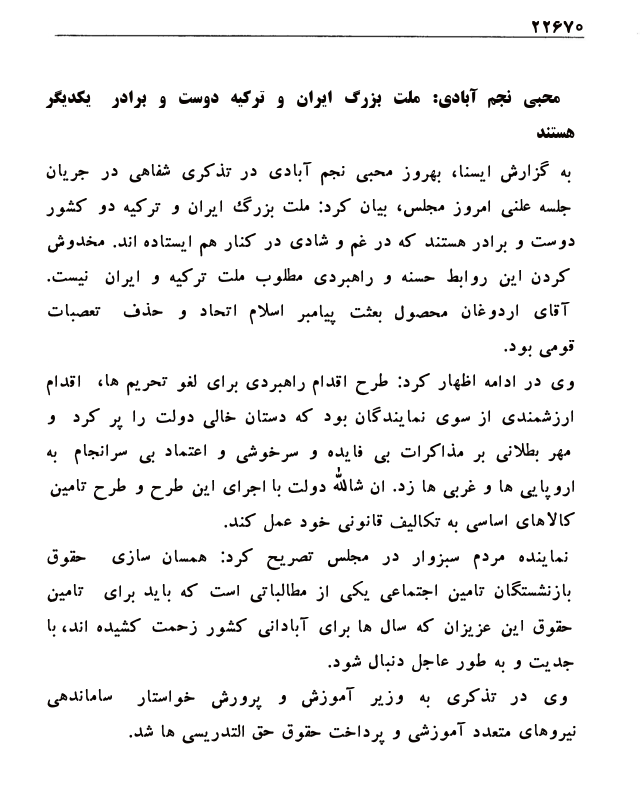 ۲۲۶۷۰
محبی نجم آبادی: ملت بزرگ ایران و ترکیه دوست و برادر یکدیگر
هستند
به گزارش ایسنا، بهروز محبی نجم آبادی در تذکری شفاهی در جریان
جلسه علنی امروز مجلس، بیان کرد: ملت بزرگ ایران و ترکیه دو کشور
دوست و برادر هستند که در غم و شادی در کنار هم ایستاده اند. مخدوش
کردن این روابط حسنه و راهبردی مطلوب ملت ترکیه و ایران نیست.
آقای اردوغان محصول بعثت پیامبر اسلام اتحاد و حذف تعصبات
قومی بود.
وی در ادامه اظهار کرد: طرح اقدام راهبردی برای لغو تحریم ها، اقدام
ارزشمندی از سوی نمایندگان بود که دستان خالی دولت را پر کرد و
مهر بطلانی بر مذاکرات بی فایده و سرخوشی و اعتماد بی سرانجام به
اروپایی ها و غربی ها زد. ان شالله دولت با اجرای این طرح و طرح تامین
کالاهای اساسی به تکالیف قانونی خود عمل کند.
نماینده مردم سبزوار در مجلس تصریح کرد: همسان سازی حقوق
بازنشستگان تامین اجتماعی یکی از مطالباتی است که باید برای تامین
حقوق این عزیزان که سال ها برای آبادانی کشور زحمت کشیده اند، با
جدیت و به طور عاجل دنبال شود.
وی در تذکری به وزیر آموزش و پرورش خواستار ساماندهی
نیروهای متعدد آموزشی و پرداخت حقوق حق التدریسی ها شد.